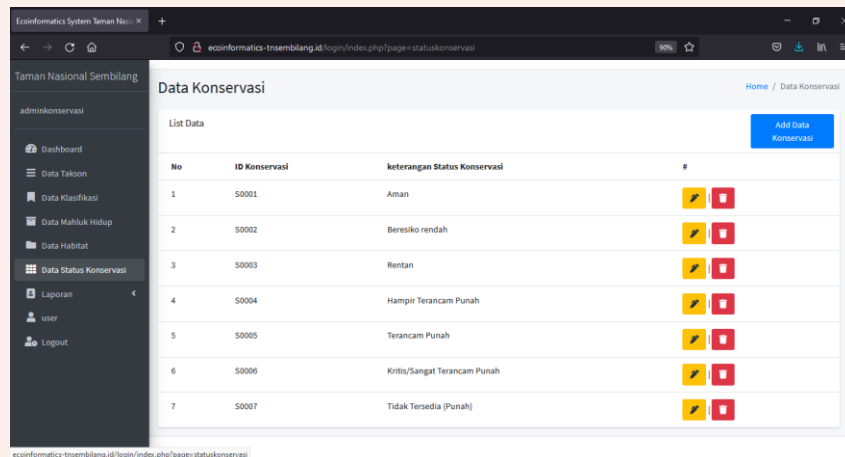 Ecoinformatics System Taman Nasi
ecoinformatics-tnsembilang.id/login/index.php?page=statuskonservasi
90%
Taman Nasional Sembilang
adminkonservasi
Dashboard
Data Takson
Data Klasifikasi
Data Mahluk Hidup
Data Habitat
Data Status Konservasi
Laporan
user
Logout
Data Konservasi
Home / Data Konservasi
List Data
Add Data
Konservasi
No ID Konservasi keterangan Status Konservasi #
1 S0001 Aman |
2 S0002 Beresiko rendah |
3 S0003 Rentan |
4 S0004 Hampir Terancam Punah |
5 S0005 Terancam Punah |
6 S0006 Kritis/Sangat Terancam Punah |
7 S0007 Tidak Tersedia (Punah) |
ecoinformatics-tnsembilang.id/login/index.php?page=statuskonservasi